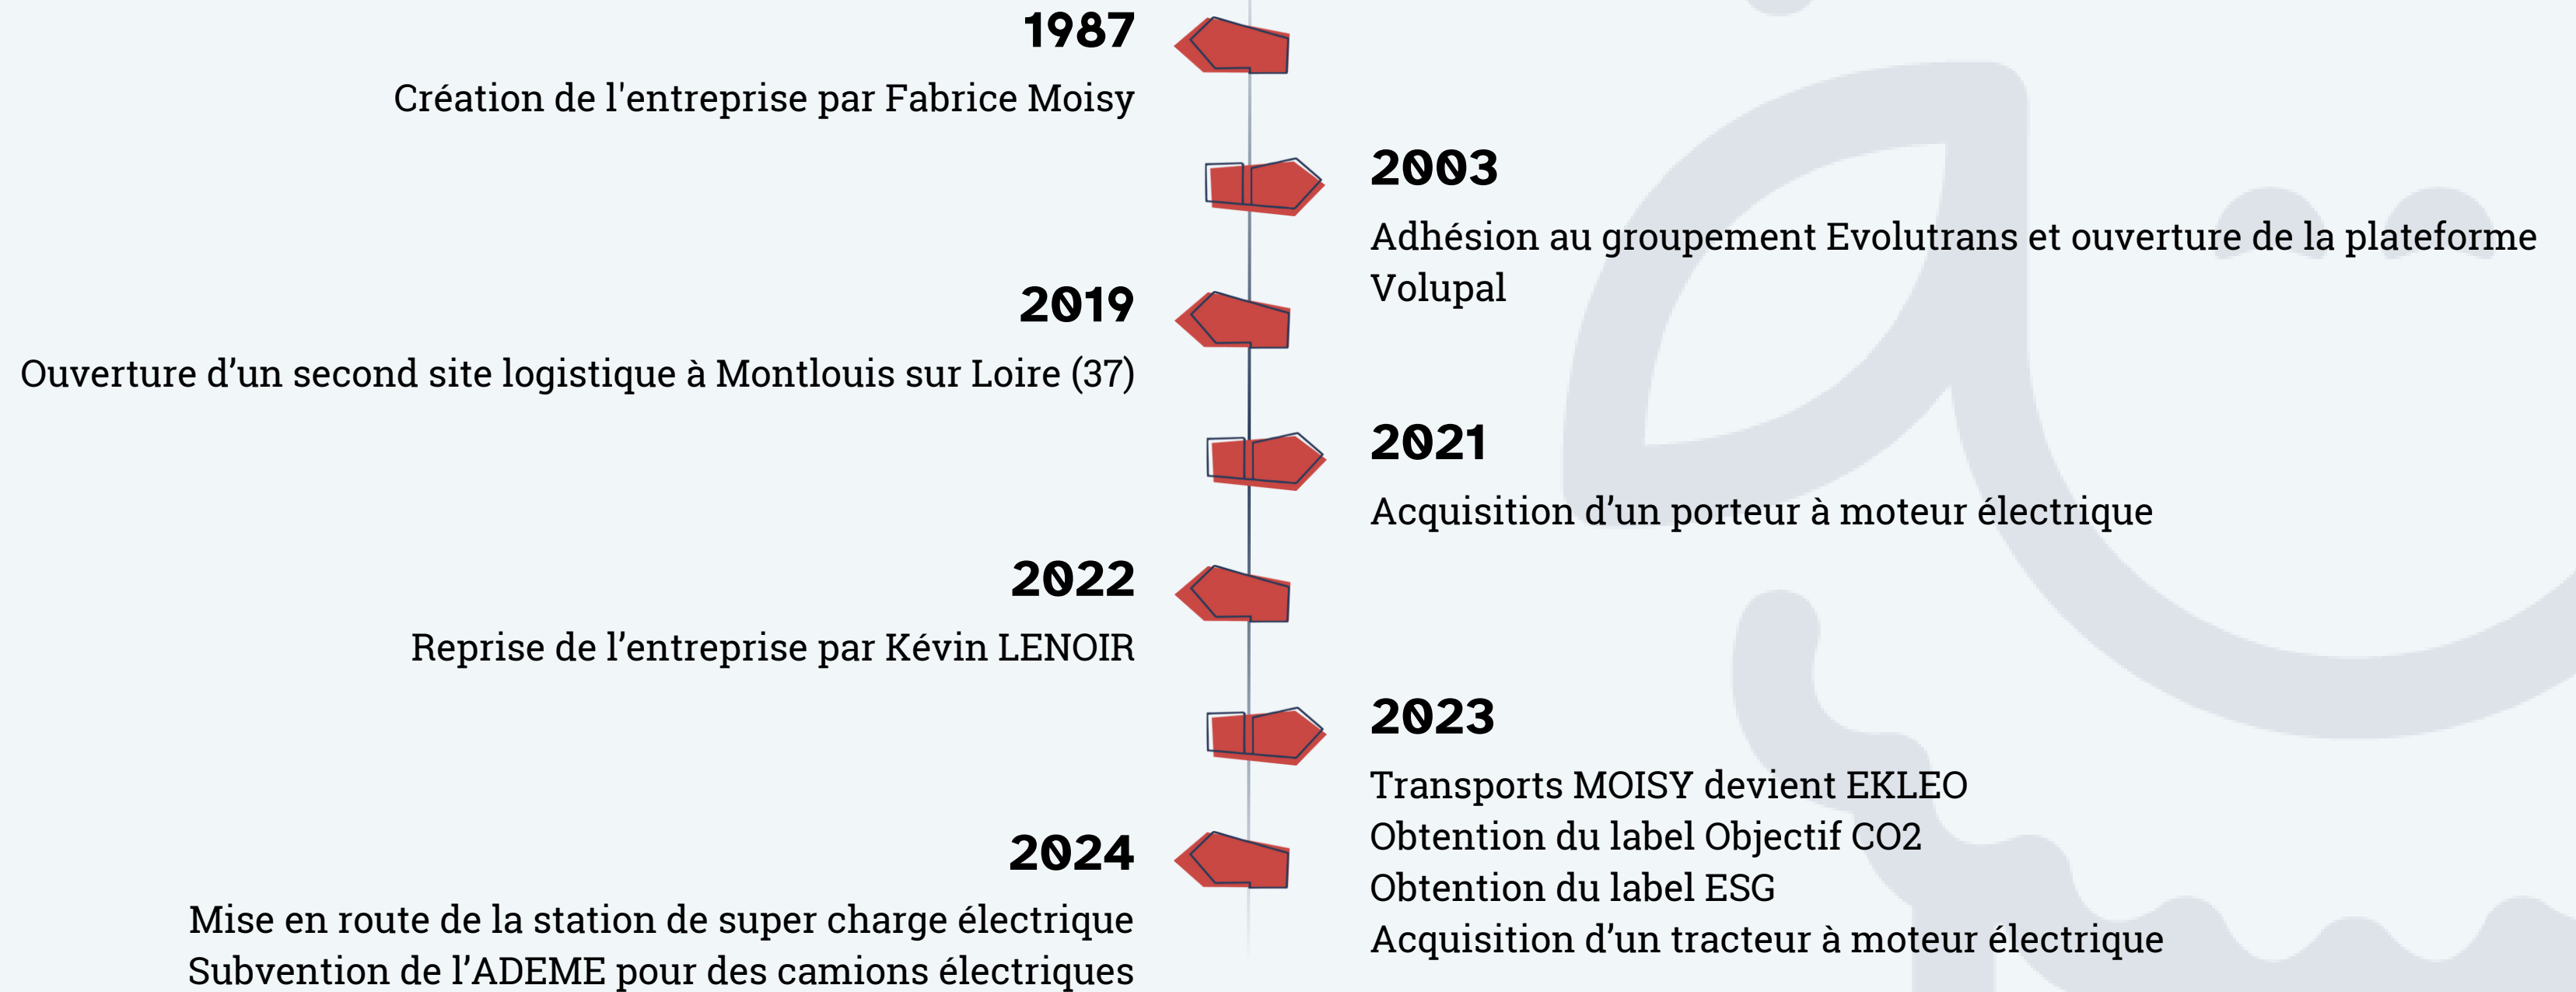 1987
Création de l'entreprise par Fabrice Moisy
2003
Adhésion au groupement Evolutrans et ouverture de la plateforme
Volupal
2019
Ouverture d’un second site logistique à Montlouis sur Loire (37)
2021
Acquisition d’un porteur à moteur électrique
2022
Reprise de l’entreprise par Kévin LENOIR
2023
Transports MOISY devient EKLEO
Obtention du label Objectif CO2
Obtention du label ESG
Acquisition d’un tracteur à moteur électrique
2024
Mise en route de la station de super charge électrique
Subvention de l’ADEME pour des camions électriques